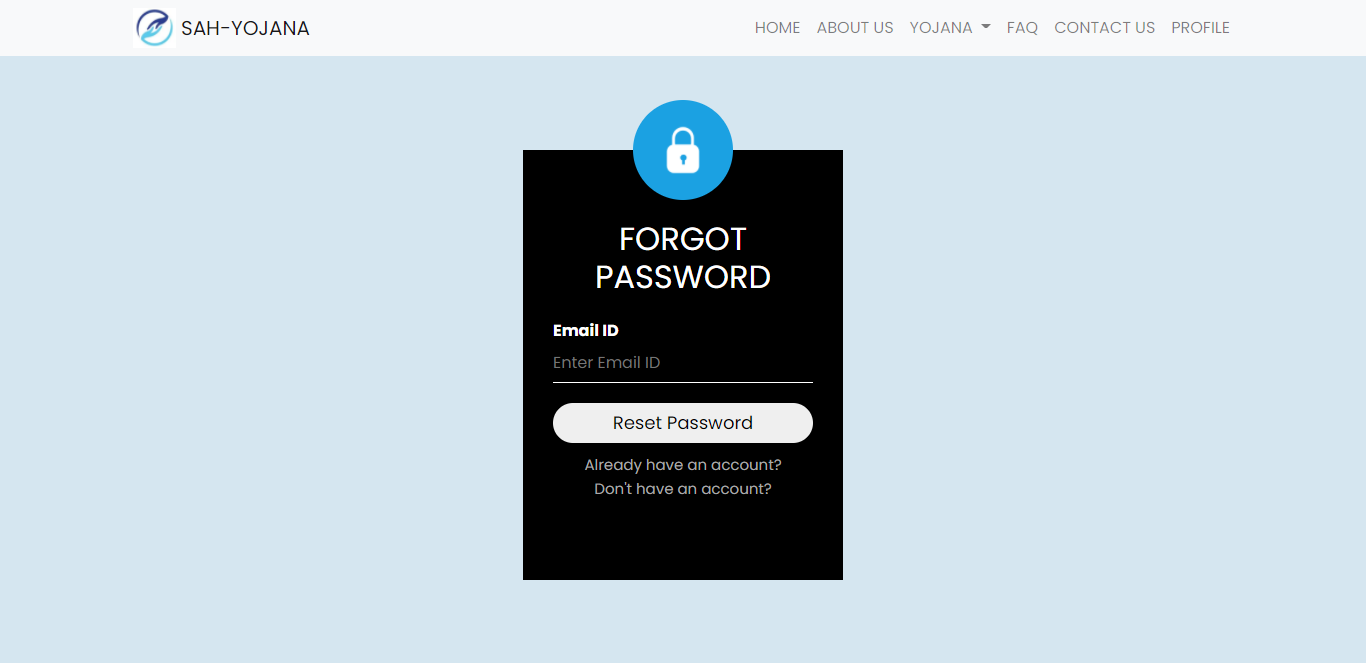 SAH-YOJANA
HOME ABOUT US YOJANA FAQ CONTACT US PROFILE
FORGOT
PASSWORD
Email ID
Enter Email ID
Reset Password
Already have an account?
Don't have an account?